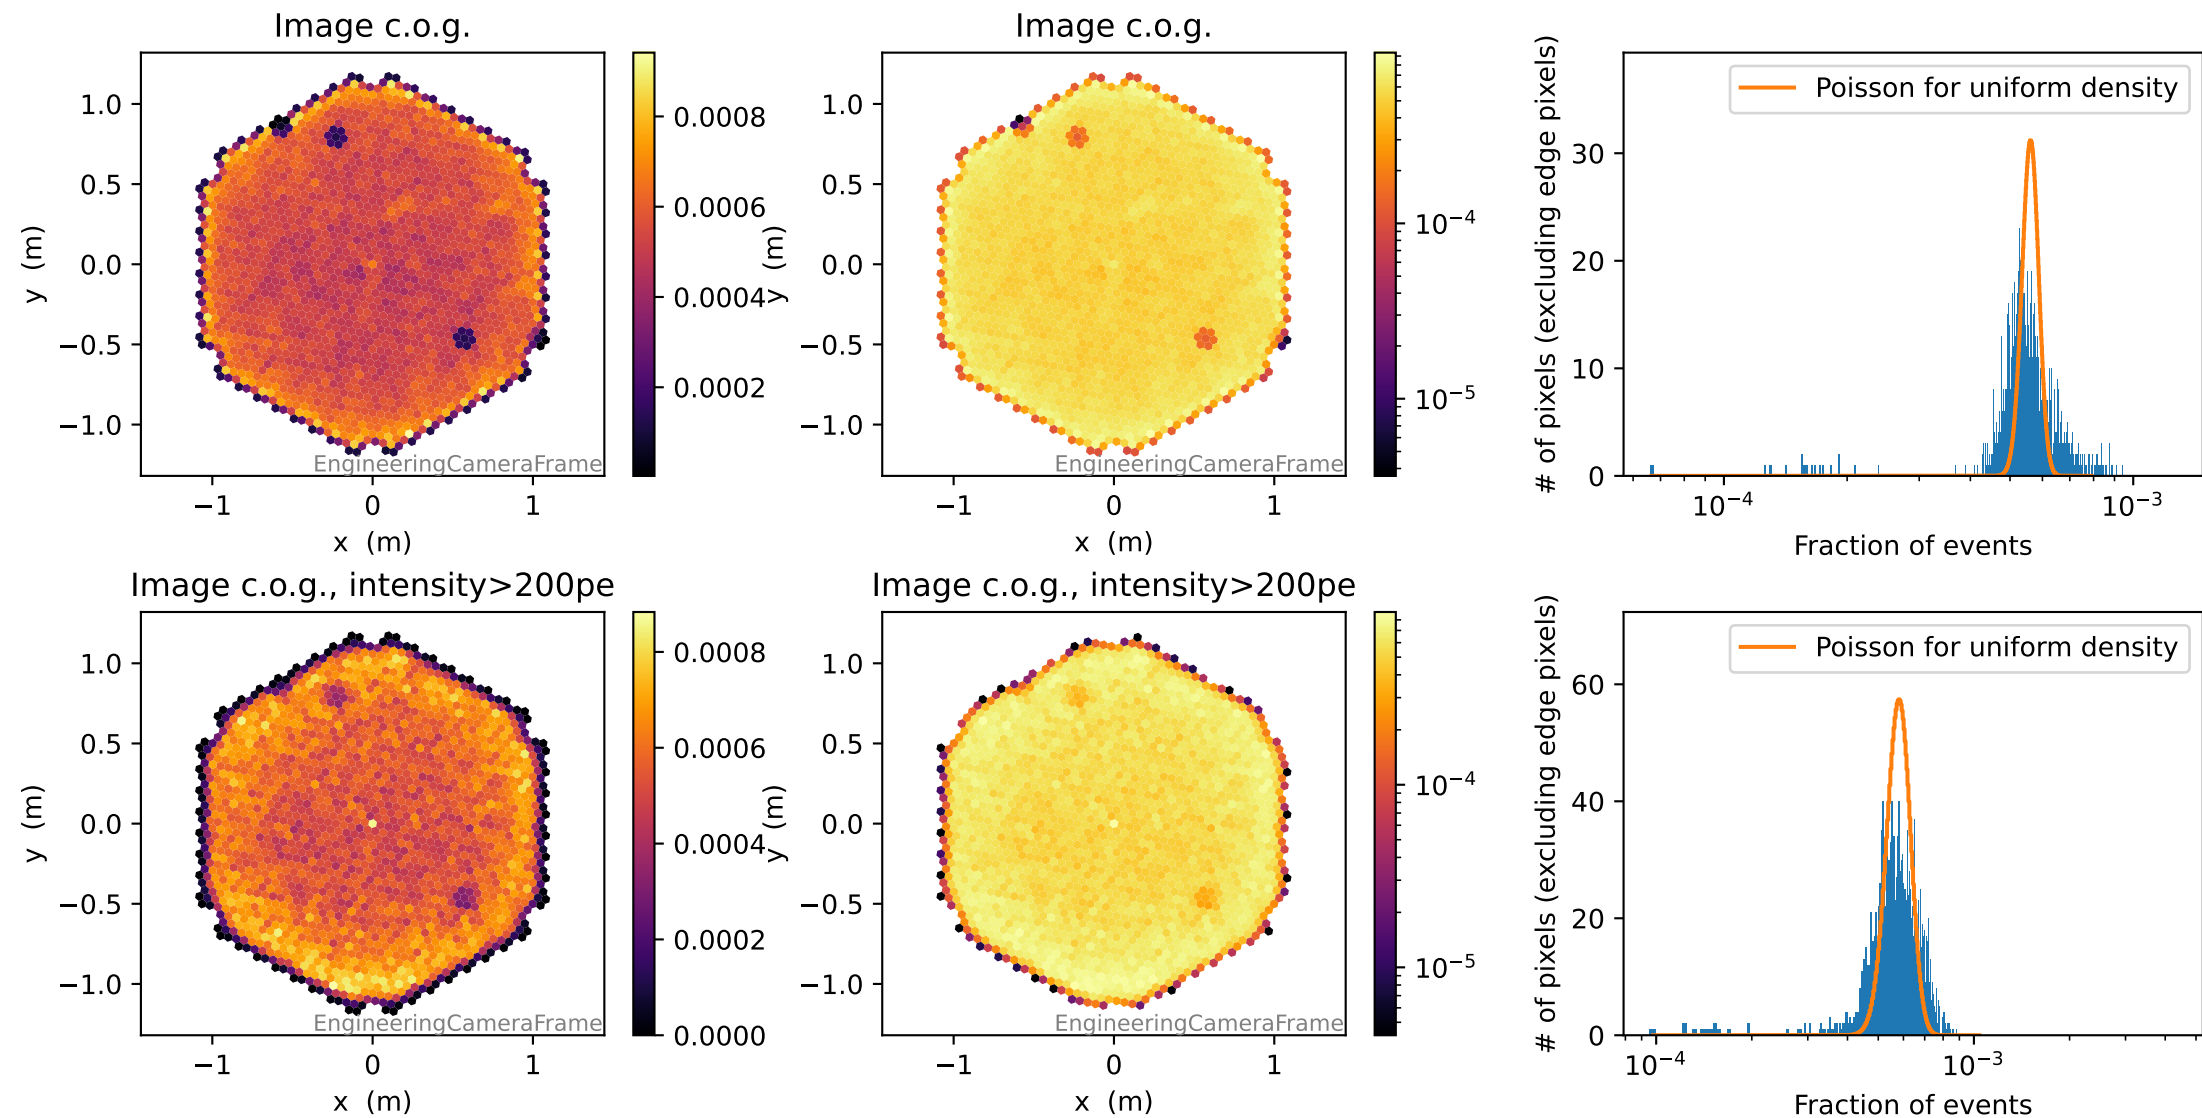 Image c.o.g.
1.0
0.5
0.0
−0.5
−1.0
y (m)
−1
0
1
x (m)
EngineeringCameraFrame
0.0008
0.0006
0.0004
0.0002
Image c.o.g.
1.0
0.5
0.0
−0.5
−1.0
y (m)
−1
0
1
x (m)
EngineeringCameraFrame
10⁻⁴
10⁻⁵
# of pixels (excluding edge pixels)
30
20
10
0
Poisson for uniform density
10⁻⁴
10⁻³
Fraction of events
Image c.o.g., intensity>200pe
1.0
0.5
0.0
−0.5
−1.0
y (m)
−1
0
1
x (m)
EngineeringCameraFrame
0.0008
0.0006
0.0004
0.0002
0.0000
Image c.o.g., intensity>200pe
1.0
0.5
0.0
−0.5
−1.0
y (m)
−1
0
1
x (m)
EngineeringCameraFrame
10⁻⁴
10⁻⁵
# of pixels (excluding edge pixels)
60
40
20
0
Poisson for uniform density
10⁻⁴
10⁻³
Fraction of events